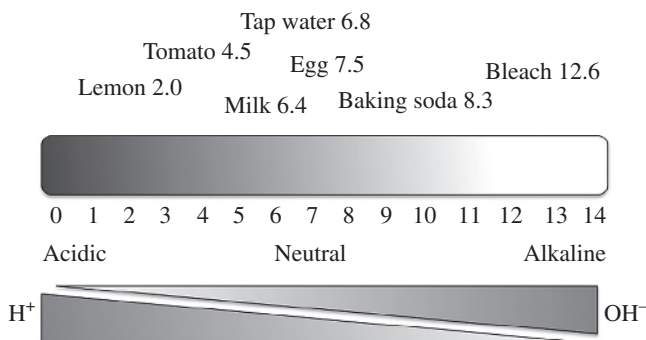 Tap water 6.8
Tomato 4.5
Egg 7.5
Bleach 12.6
Lemon 2.0
Milk 6.4
Baking soda 8.3
0 1 2 3 4 5 6 7 8 9 10 11 12 13 14
Acidic Neutral Alkaline
H⁺ OH⁻